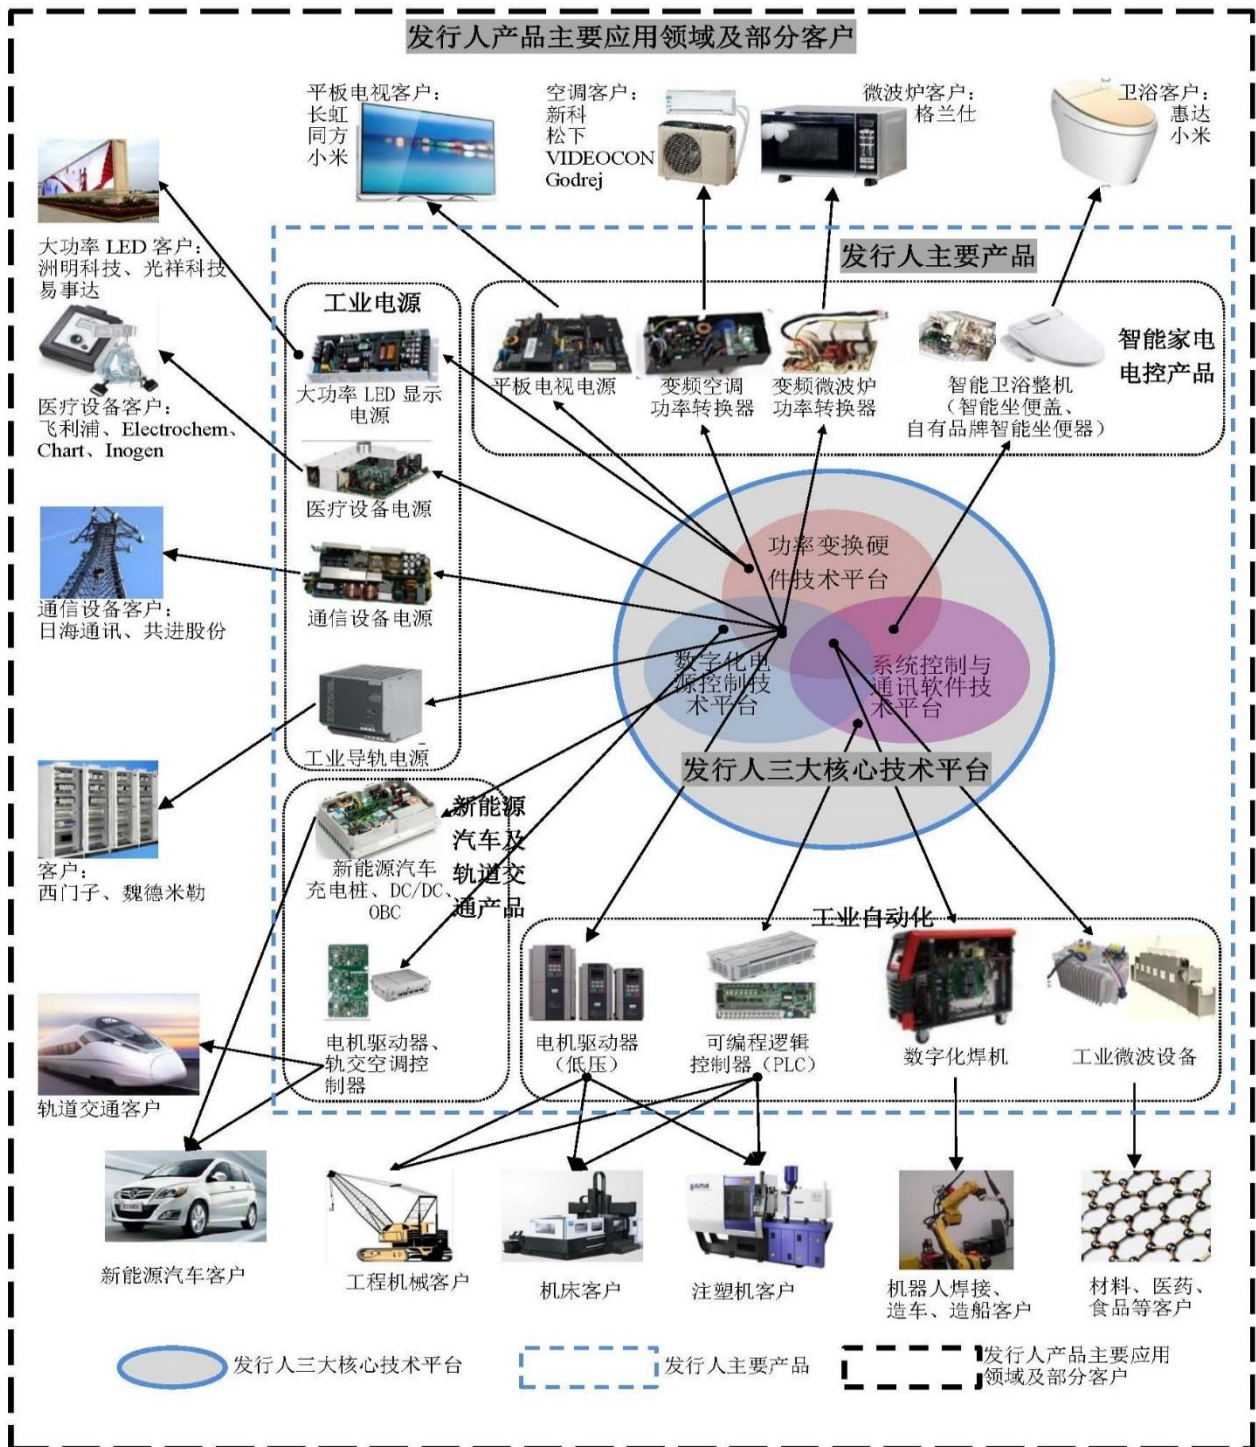 发行人产品主要应用领域及部分客户
平板电视客户：
长虹
同方
小米
空调客户：
新科
松下
VIDEOCON
Godrej
微波炉客户：
格兰仕
卫浴客户：
惠达
小米
大功率 LED 客户：
洲明科技、光祥科技
易事达
医疗设备客户：
飞利浦、Electrochem、
Chart、Inogen
通信设备客户：
日海通讯、共进股份
客户：
西门子、魏德米勒
轨道交通客户
发行人主要产品
工业电源
大功率 LED 显示
电源
医疗设备电源
通信设备电源
工业导轨电源
平板电视电源
变频空调
功率转换器
变频微波炉
功率转换器
智能卫浴整机
（智能坐便盖、
自有品牌智能坐便器）
智能家电
电控产品
功率变换硬
件技术平台
数字化电
源控制技
术平台
系统控制与
通讯软件技
术平台
发行人三大核心技术平台
新能源
汽车及
轨道交
通产品
新能源汽车
充电桩、DC/DC、
OBC
电机驱动器、
轨交空调控
制器
工业自动化
电机驱动器
（低压）
可编程逻辑
控制器（PLC）
数字化焊机
工业微波设备
新能源汽车客户
工程机械客户
机床客户
注塑机客户
机器人焊接、
造车、造船客户
材料、医药、
食品等客户
发行人三大核心技术平台
发行人主要产品
发行人产品主要应用
领域及部分客户